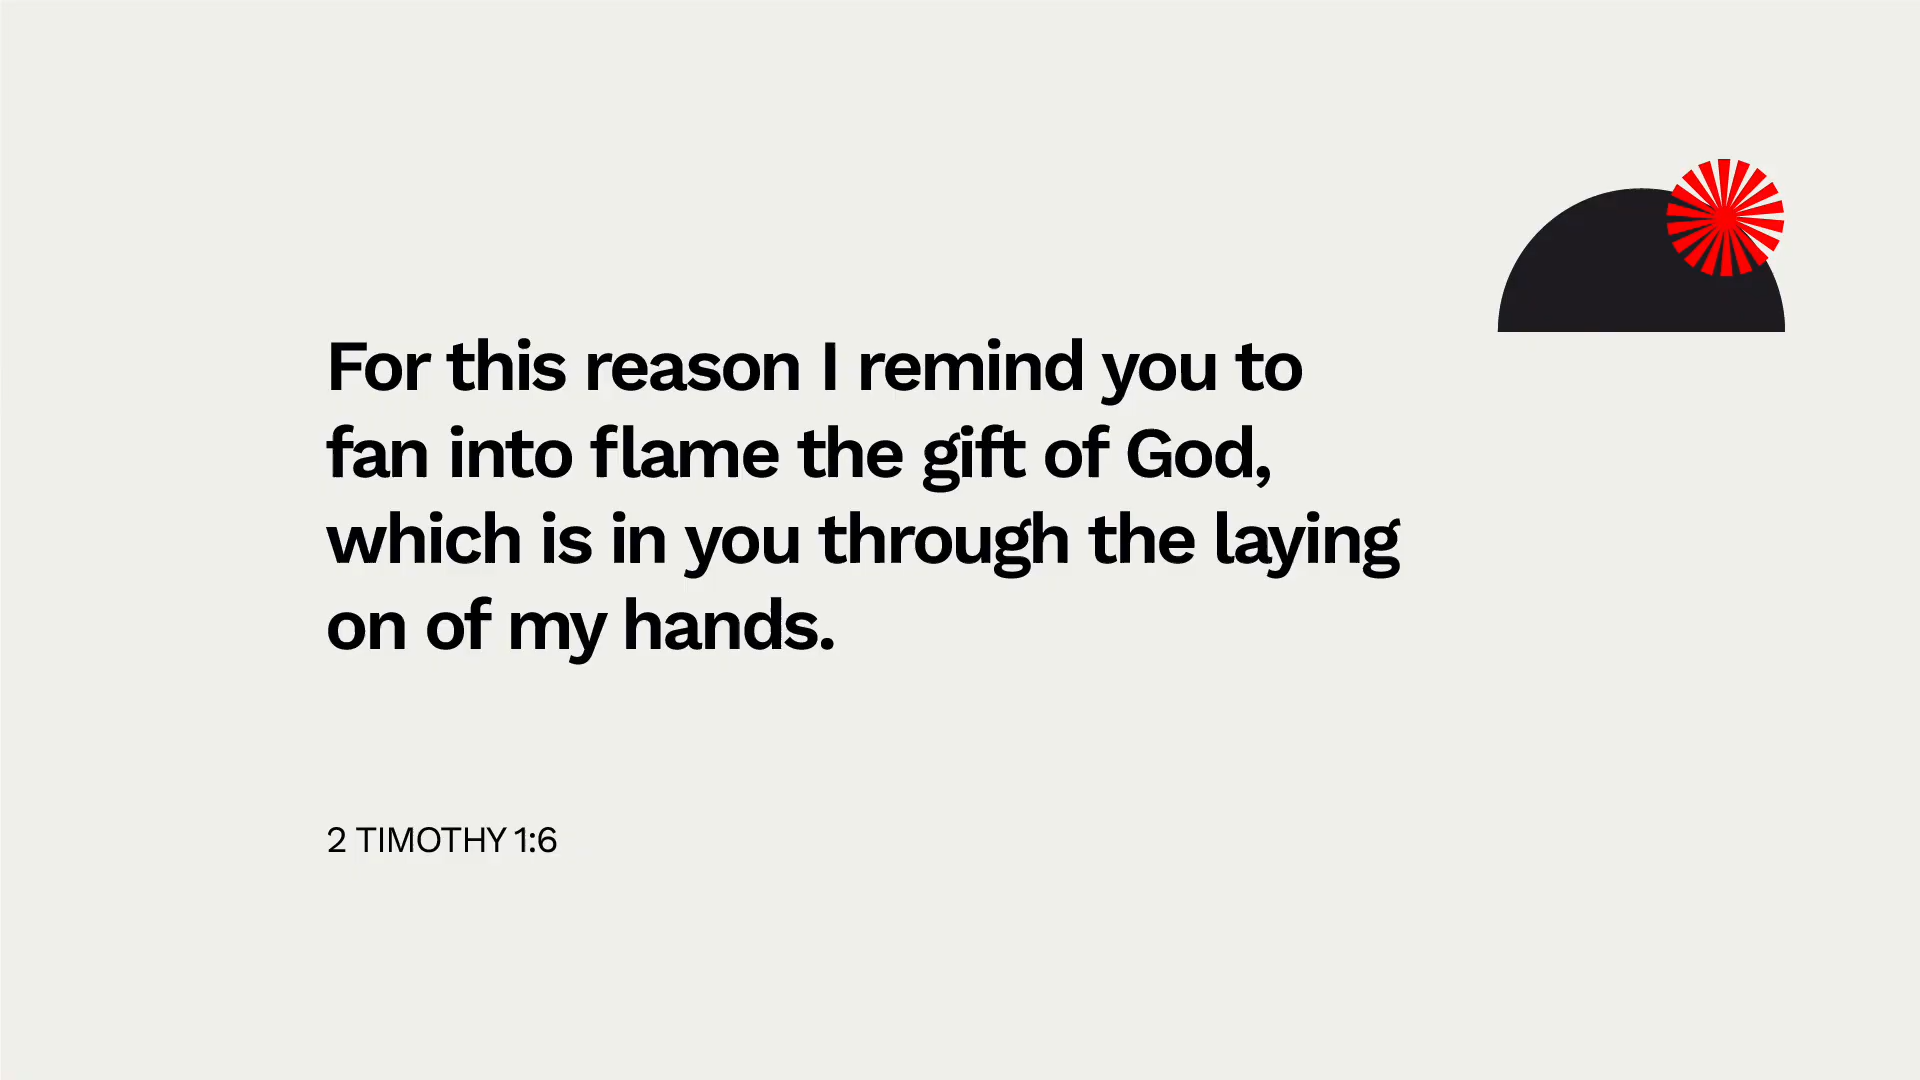 For this reason I remind you to
fan into flame the gift of God,
which is in you through the laying
on of my hands.
2 TIMOTHY 1:6